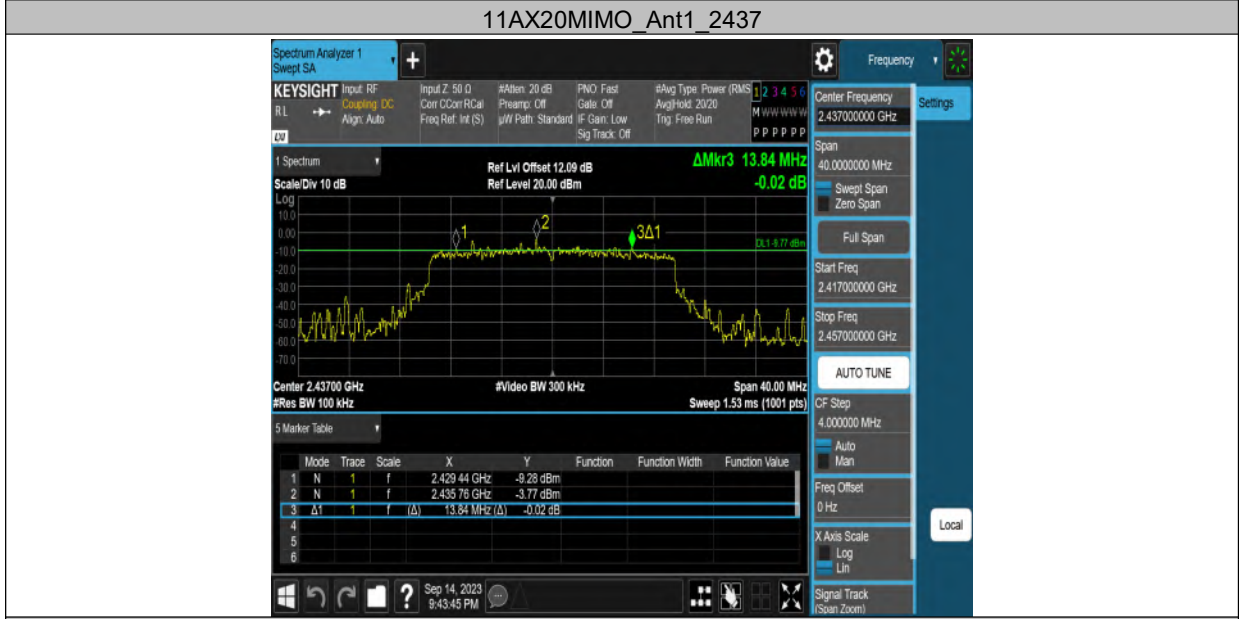 11AX20MIMO_Ant1_2437
Spectrum Analyzer 1
Swept SA
+
Frequency
KEYSIGHT
R L
LXI
Input: RF
Coupling: DC
Align: Auto
Input Z: 50 Ω
Corr CCorr RCal
Freq Ref: Int (S)
#Atten: 20 dB
Preamp: Off
µW Path: Standard
PNO: Fast
Gate: Off
IF Gain: Low
Sig Track: Off
#Avg Type: Power (RMS
Avg|Hold: 20/20
Trig: Free Run
1 2 3 4 5 6
M W W W W W
P P P P P P
1 Spectrum
Scale/Div 10 dB
Ref Lvl Offset 12.09 dB
Ref Level 20.00 dBm
ΔMkr3 13.84 MHz
-0.02 dB
Log
10.0
0.00
-10.0
-20.0
-30.0
-40.0
-50.0
-60.0
-70.0
1
2
3Δ1
DL1 -9.77 dBm
Center 2.43700 GHz
#Res BW 100 kHz
#Video BW 300 kHz
Span 40.00 MHz
Sweep 1.53 ms (1001 pts)
5 Marker Table
Mode Trace Scale X Y Function Function Width Function Value
1 N 1 f 2.429 44 GHz -9.28 dBm
2 N 1 f 2.435 76 GHz -3.77 dBm
3 Δ1 1 f (Δ) 13.84 MHz (Δ) -0.02 dB
4
5
6
?
Sep 14, 2023
9:43:45 PM
Center Frequency
2.437000000 GHz
Span
40.0000000 MHz
Swept Span
Zero Span
Full Span
Start Freq
2.417000000 GHz
Stop Freq
2.457000000 GHz
AUTO TUNE
CF Step
4.000000 MHz
Auto
Man
Freq Offset
0 Hz
X Axis Scale
Log
Lin
Signal Track
(Span Zoom)
Settings
Local